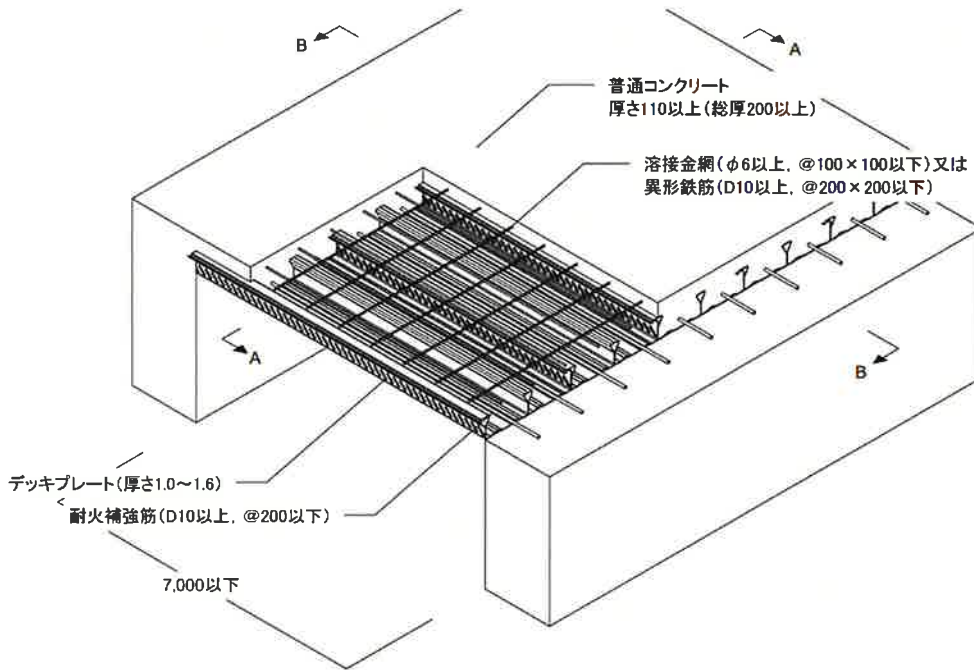 B
A
普通コンクリート
厚さ110以上(総厚200以上)
溶接金網(φ6以上, @100×100以下)又は
異形鉄筋(D10以上, @200×200以下)
A
B
デッキプレート(厚さ1.0~1.6)
耐火補強筋(D10以上, @200以下)
7,000以下